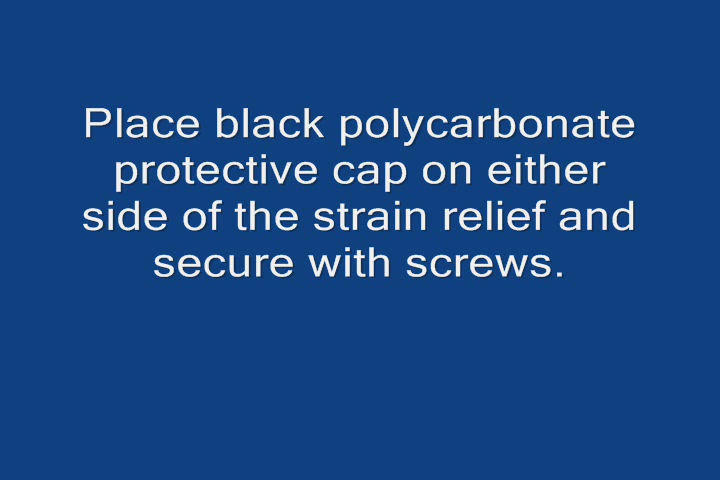 Place black polycarbonate
protective cap on either
side of the strain relief and
secure with screws.